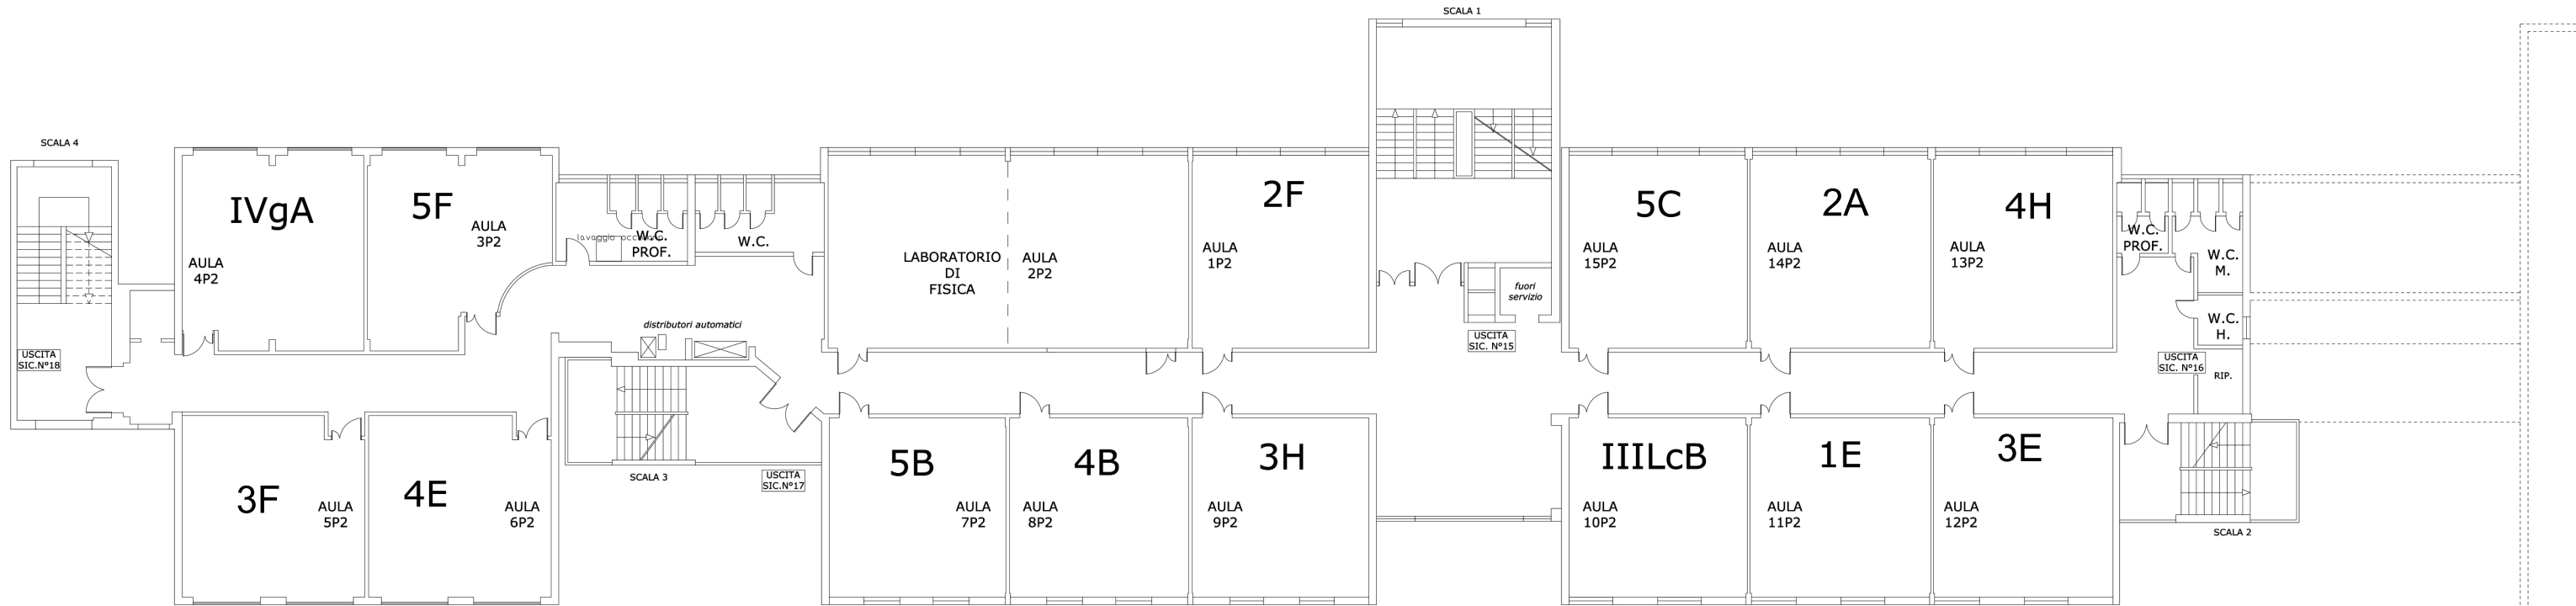 SCALA 1
SCALA 4
IVgA
AULA
4P2
5F
AULA
3P2
lavaggio
W.C.
PROF.
W.C.
LABORATORIO
DI
FISICA
AULA
2P2
2F
AULA
1P2
fuori
servizio
USCITA
SIC. N°15
5C
AULA
15P2
2A
AULA
14P2
4H
AULA
13P2
W.C.
PROF.
W.C.
M.
W.C.
H.
USCITA
SIC. N°16
RIP.
USCITA
SIC.N°18
distributori automatici
3F
AULA
5P2
4E
AULA
6P2
SCALA 3
USCITA
SIC.N°17
5B
AULA
7P2
4B
AULA
8P2
3H
AULA
9P2
IIILcB
AULA
10P2
1E
AULA
11P2
3E
AULA
12P2
SCALA 2